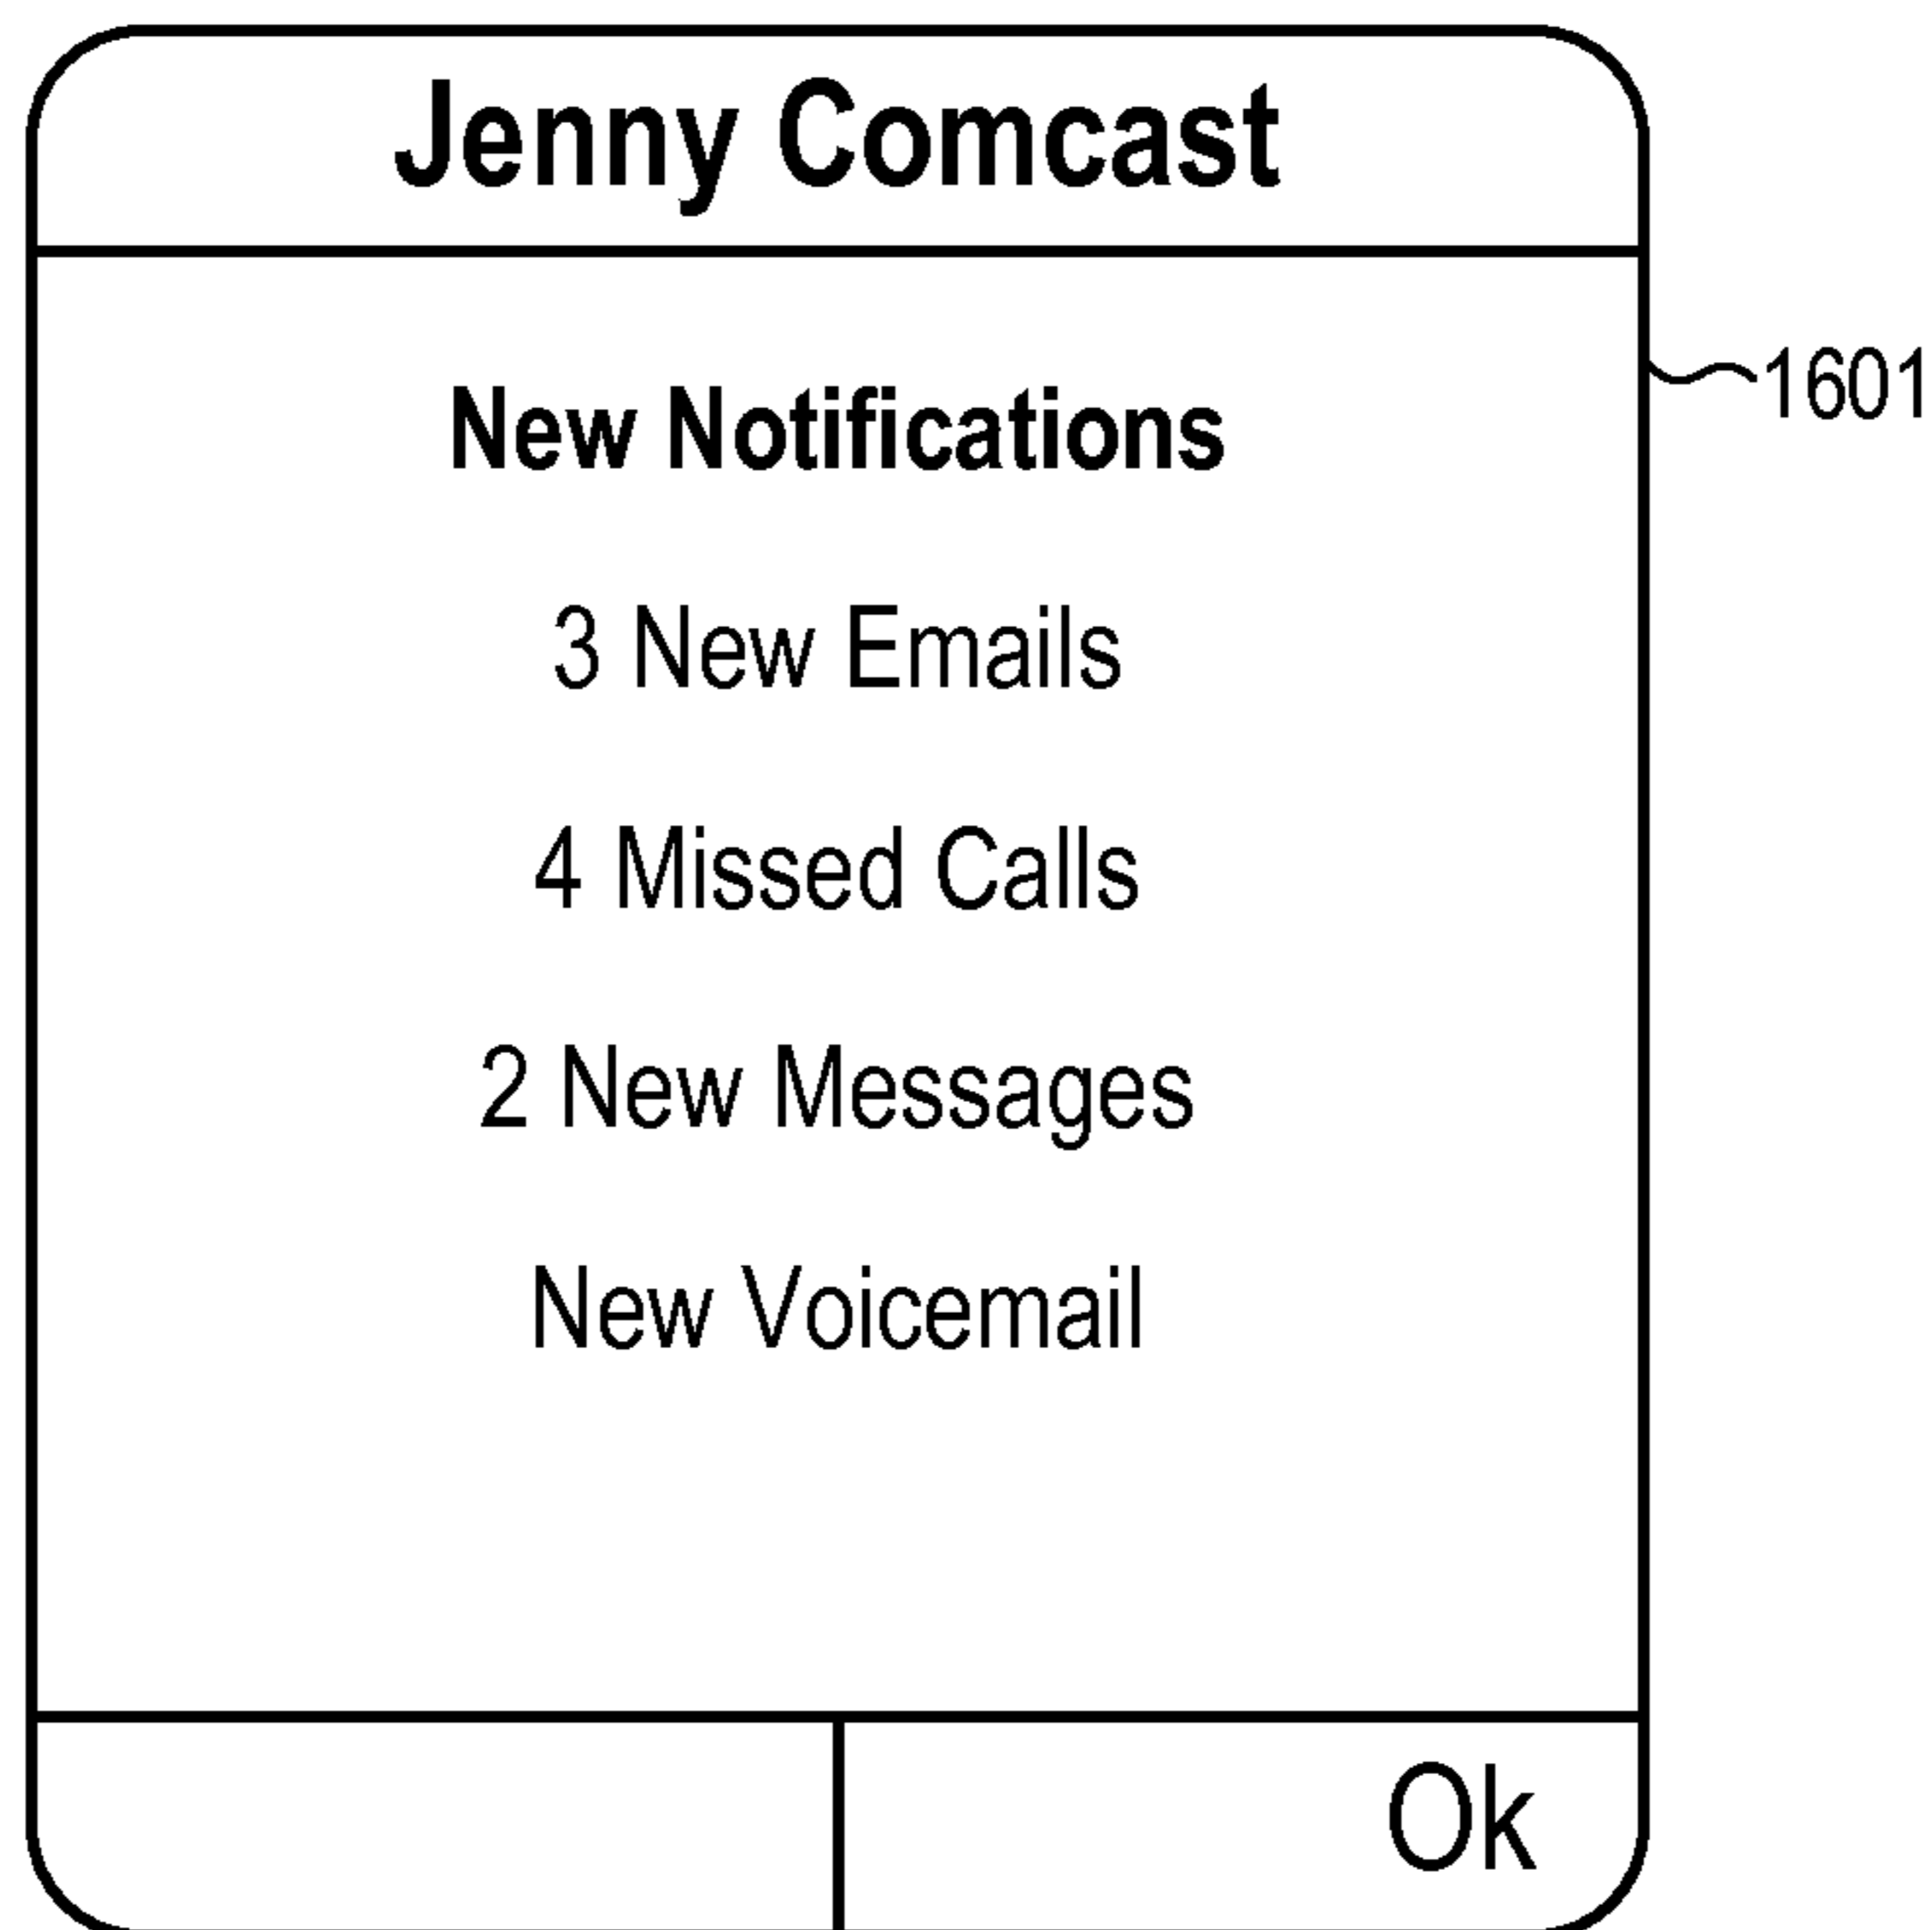 Jenny Comcast
New Notifications
1601
3 New Emails
4 Missed Calls
2 New Messages
New Voicemail
Ok